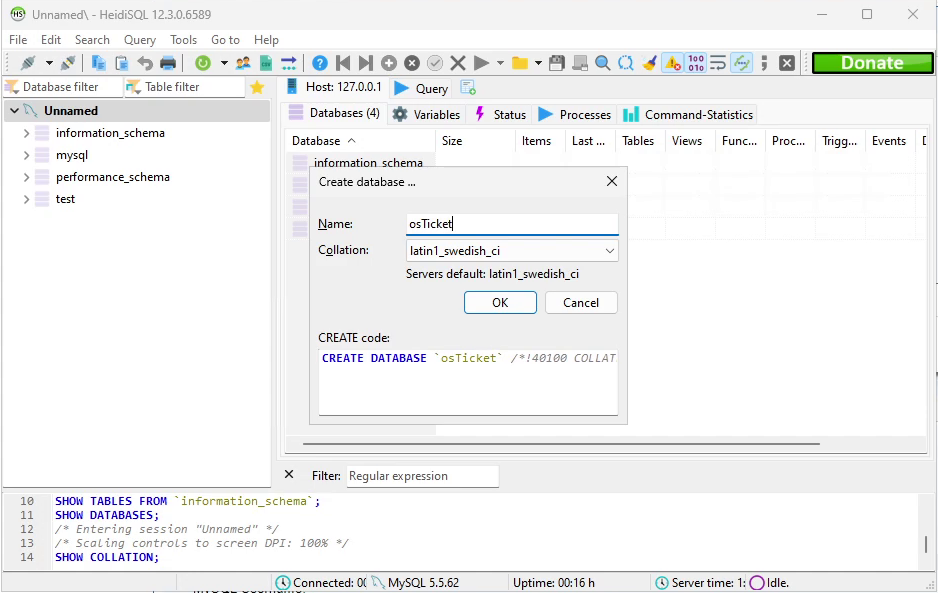 Unnamed\ - HeidiSQL 12.3.0.6589
File Edit Search Query Tools Go to Help
Donate
Database filter Table filter Host: 127.0.0.1 Query
Unnamed Databases (4) Variables Status Processes Command-Statistics
information_schema
mysql
performance_schema
test
Database Size Items Last ... Tables Views Func... Proc... Trigg... Events
information_schema
Create database ...
Name: osTicket
Collation: latin1_swedish_ci
Servers default: latin1_swedish_ci
OK Cancel
CREATE code:
CREATE DATABASE `osTicket` /*!40100 COLLAT
Filter: Regular expression
10 SHOW TABLES FROM `information_schema`;
11 SHOW DATABASES;
12 /* Entering session "Unnamed" */
13 /* Scaling controls to screen DPI: 100% */
14 SHOW COLLATION;
Connected: 00 MySQL 5.5.62 Uptime: 00:16 h Server time: 1: Idle.